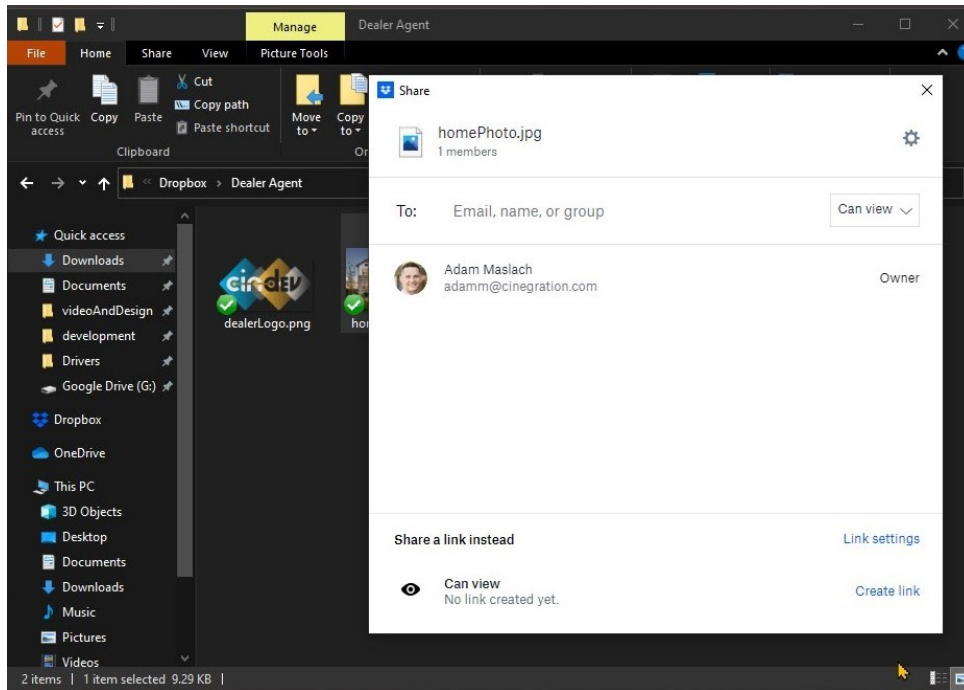 Manage
Dealer Agent
File
Home
Share
View
Picture Tools
Pin to Quick
access
Copy
Paste
Cut
Copy path
Paste shortcut
Move
to
Copy
to
Clipboard
Or
Dropbox > Dealer Agent
Quick access
Downloads
Documents
videoAndDesign
development
Drivers
Google Drive (G:)
Dropbox
OneDrive
This PC
3D Objects
Desktop
Documents
Downloads
Music
Pictures
Videos
cindev
dealerLogo.png
ho
Share
homePhoto.jpg
1 members
To:
Email, name, or group
Can view
Adam Maslach
adamm@cinegration.com
Owner
Share a link instead
Link settings
Can view
No link created yet.
Create link
2 items | 1 item selected 9.29 KB |